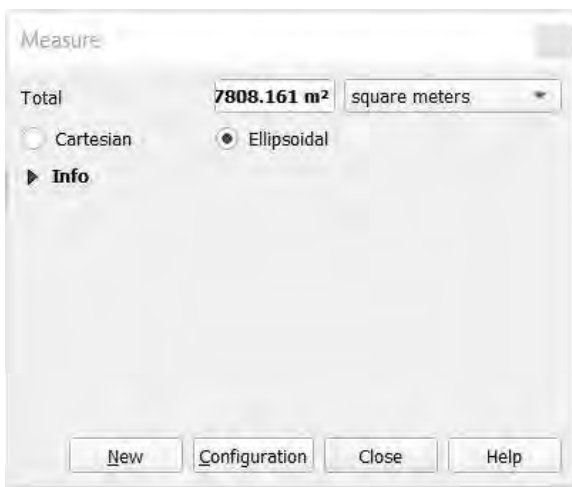 Measure
Total 7808.161 m² square meters
Cartesian Ellipsoidal
Info
New Configuration Close Help